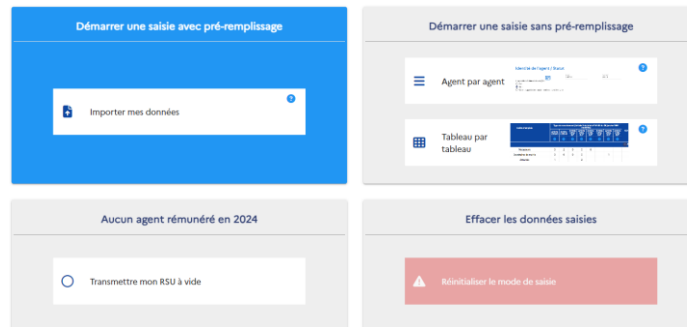 Démarrer une saisie avec pré-remplissage
Importer mes données
?
Démarrer une saisie sans pré-remplissage
Agent par agent
?
Tableau par
tableau
?
Aucun agent rémunéré en 2024
Transmettre mon RSU à vide
Effacer les données saisies
Réinitialiser le mode de saisie